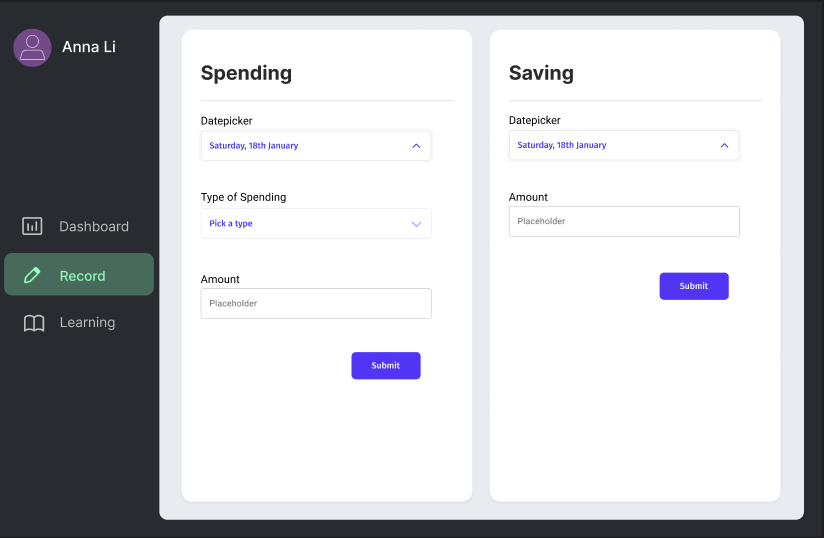 Anna Li
Dashboard
Record
Learning
Spending
Datepicker
Saturday, 18th January
Type of Spending
Pick a type
Amount
Placeholder
Submit
Saving
Datepicker
Saturday, 18th January
Amount
Placeholder
Submit